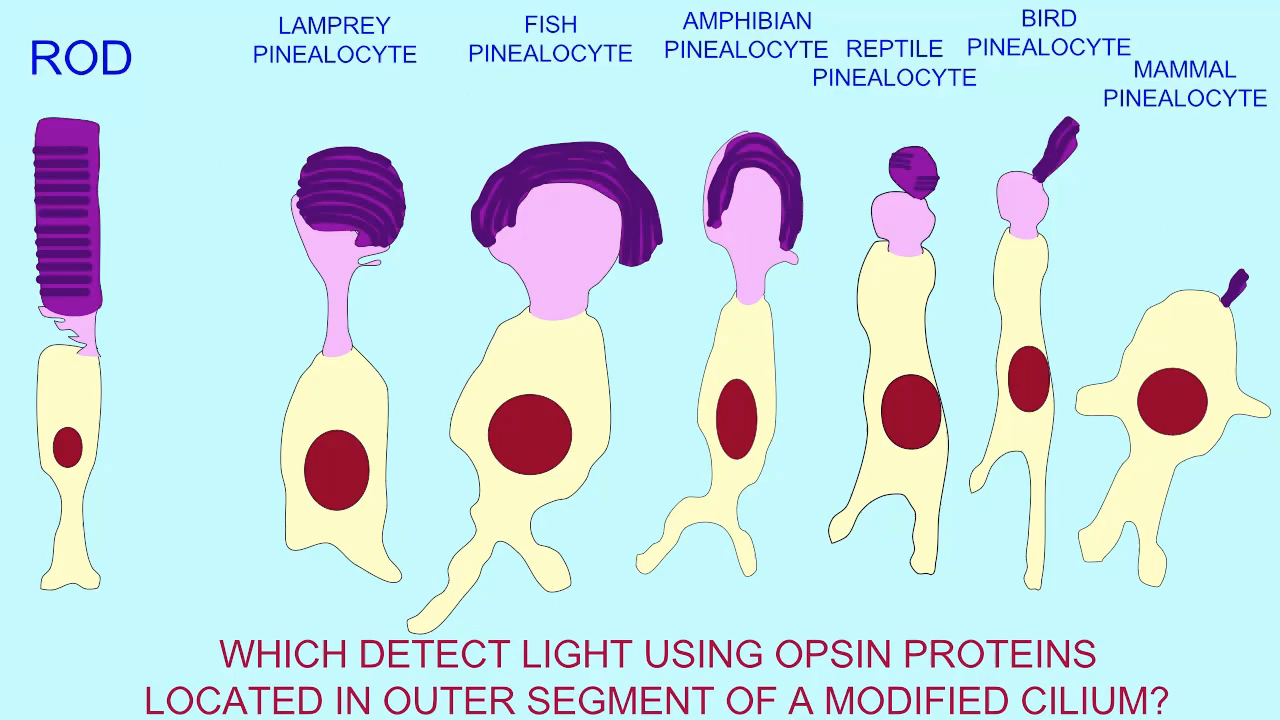 ROD
LAMPREY
PINEALOCYTE
FISH
PINEALOCYTE
AMPHIBIAN
PINEALOCYTE
REPTILE
PINEALOCYTE
BIRD
PINEALOCYTE
MAMMAL
PINEALOCYTE
WHICH DETECT LIGHT USING OPSIN PROTEINS
LOCATED IN OUTER SEGMENT OF A MODIFIED CILIUM?